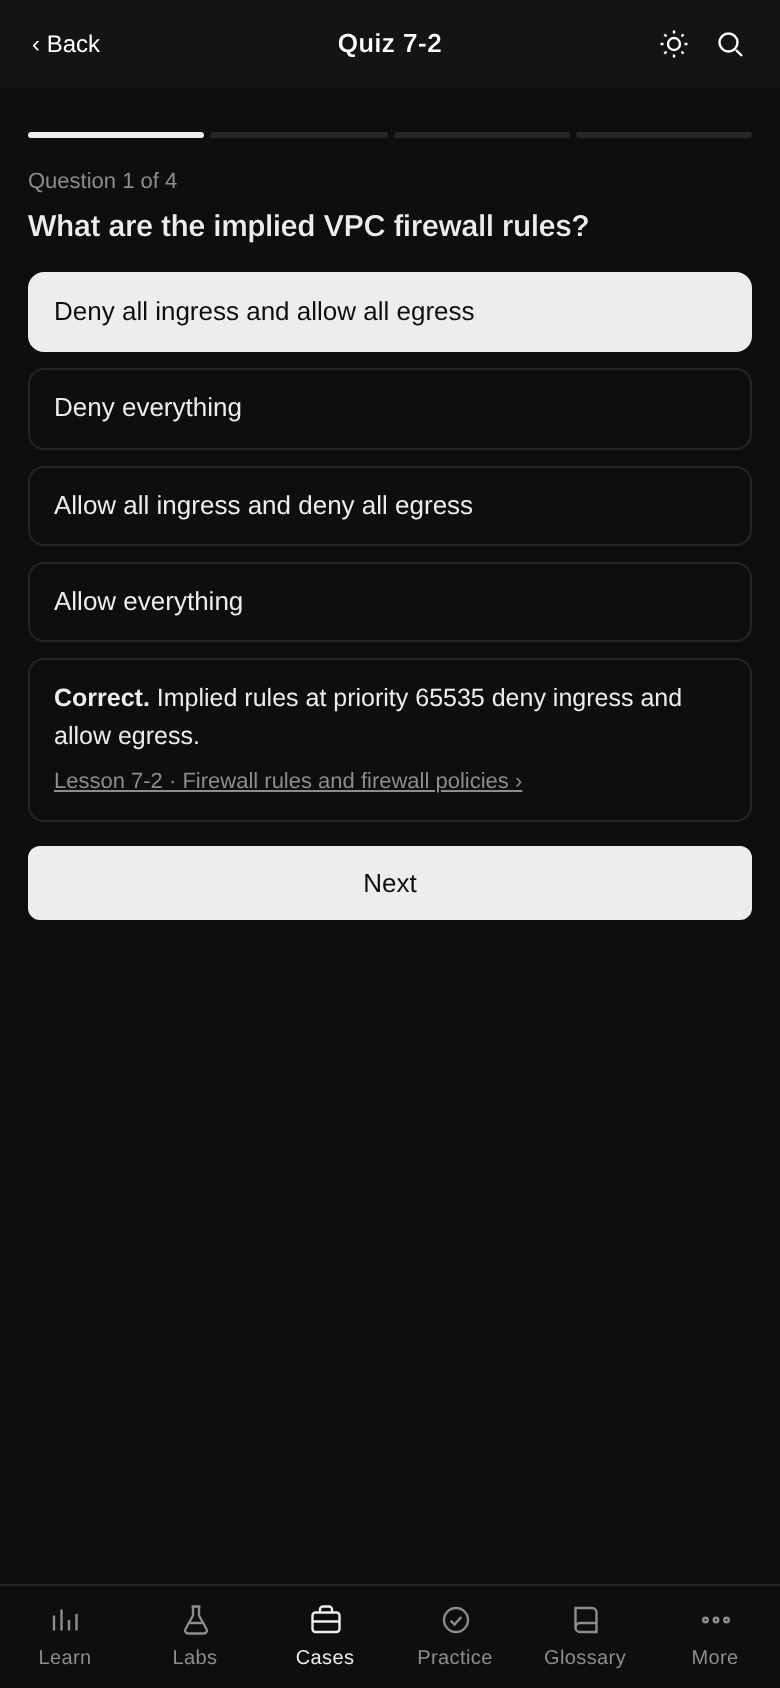 ‹ Back
Quiz 7-2
Question 1 of 4
What are the implied VPC firewall rules?
Deny all ingress and allow all egress
Deny everything
Allow all ingress and deny all egress
Allow everything
Correct. Implied rules at priority 65535 deny ingress and
allow egress.
Lesson 7-2 · Firewall rules and firewall policies ›
Next
Learn
Labs
Cases
Practice
Glossary
More